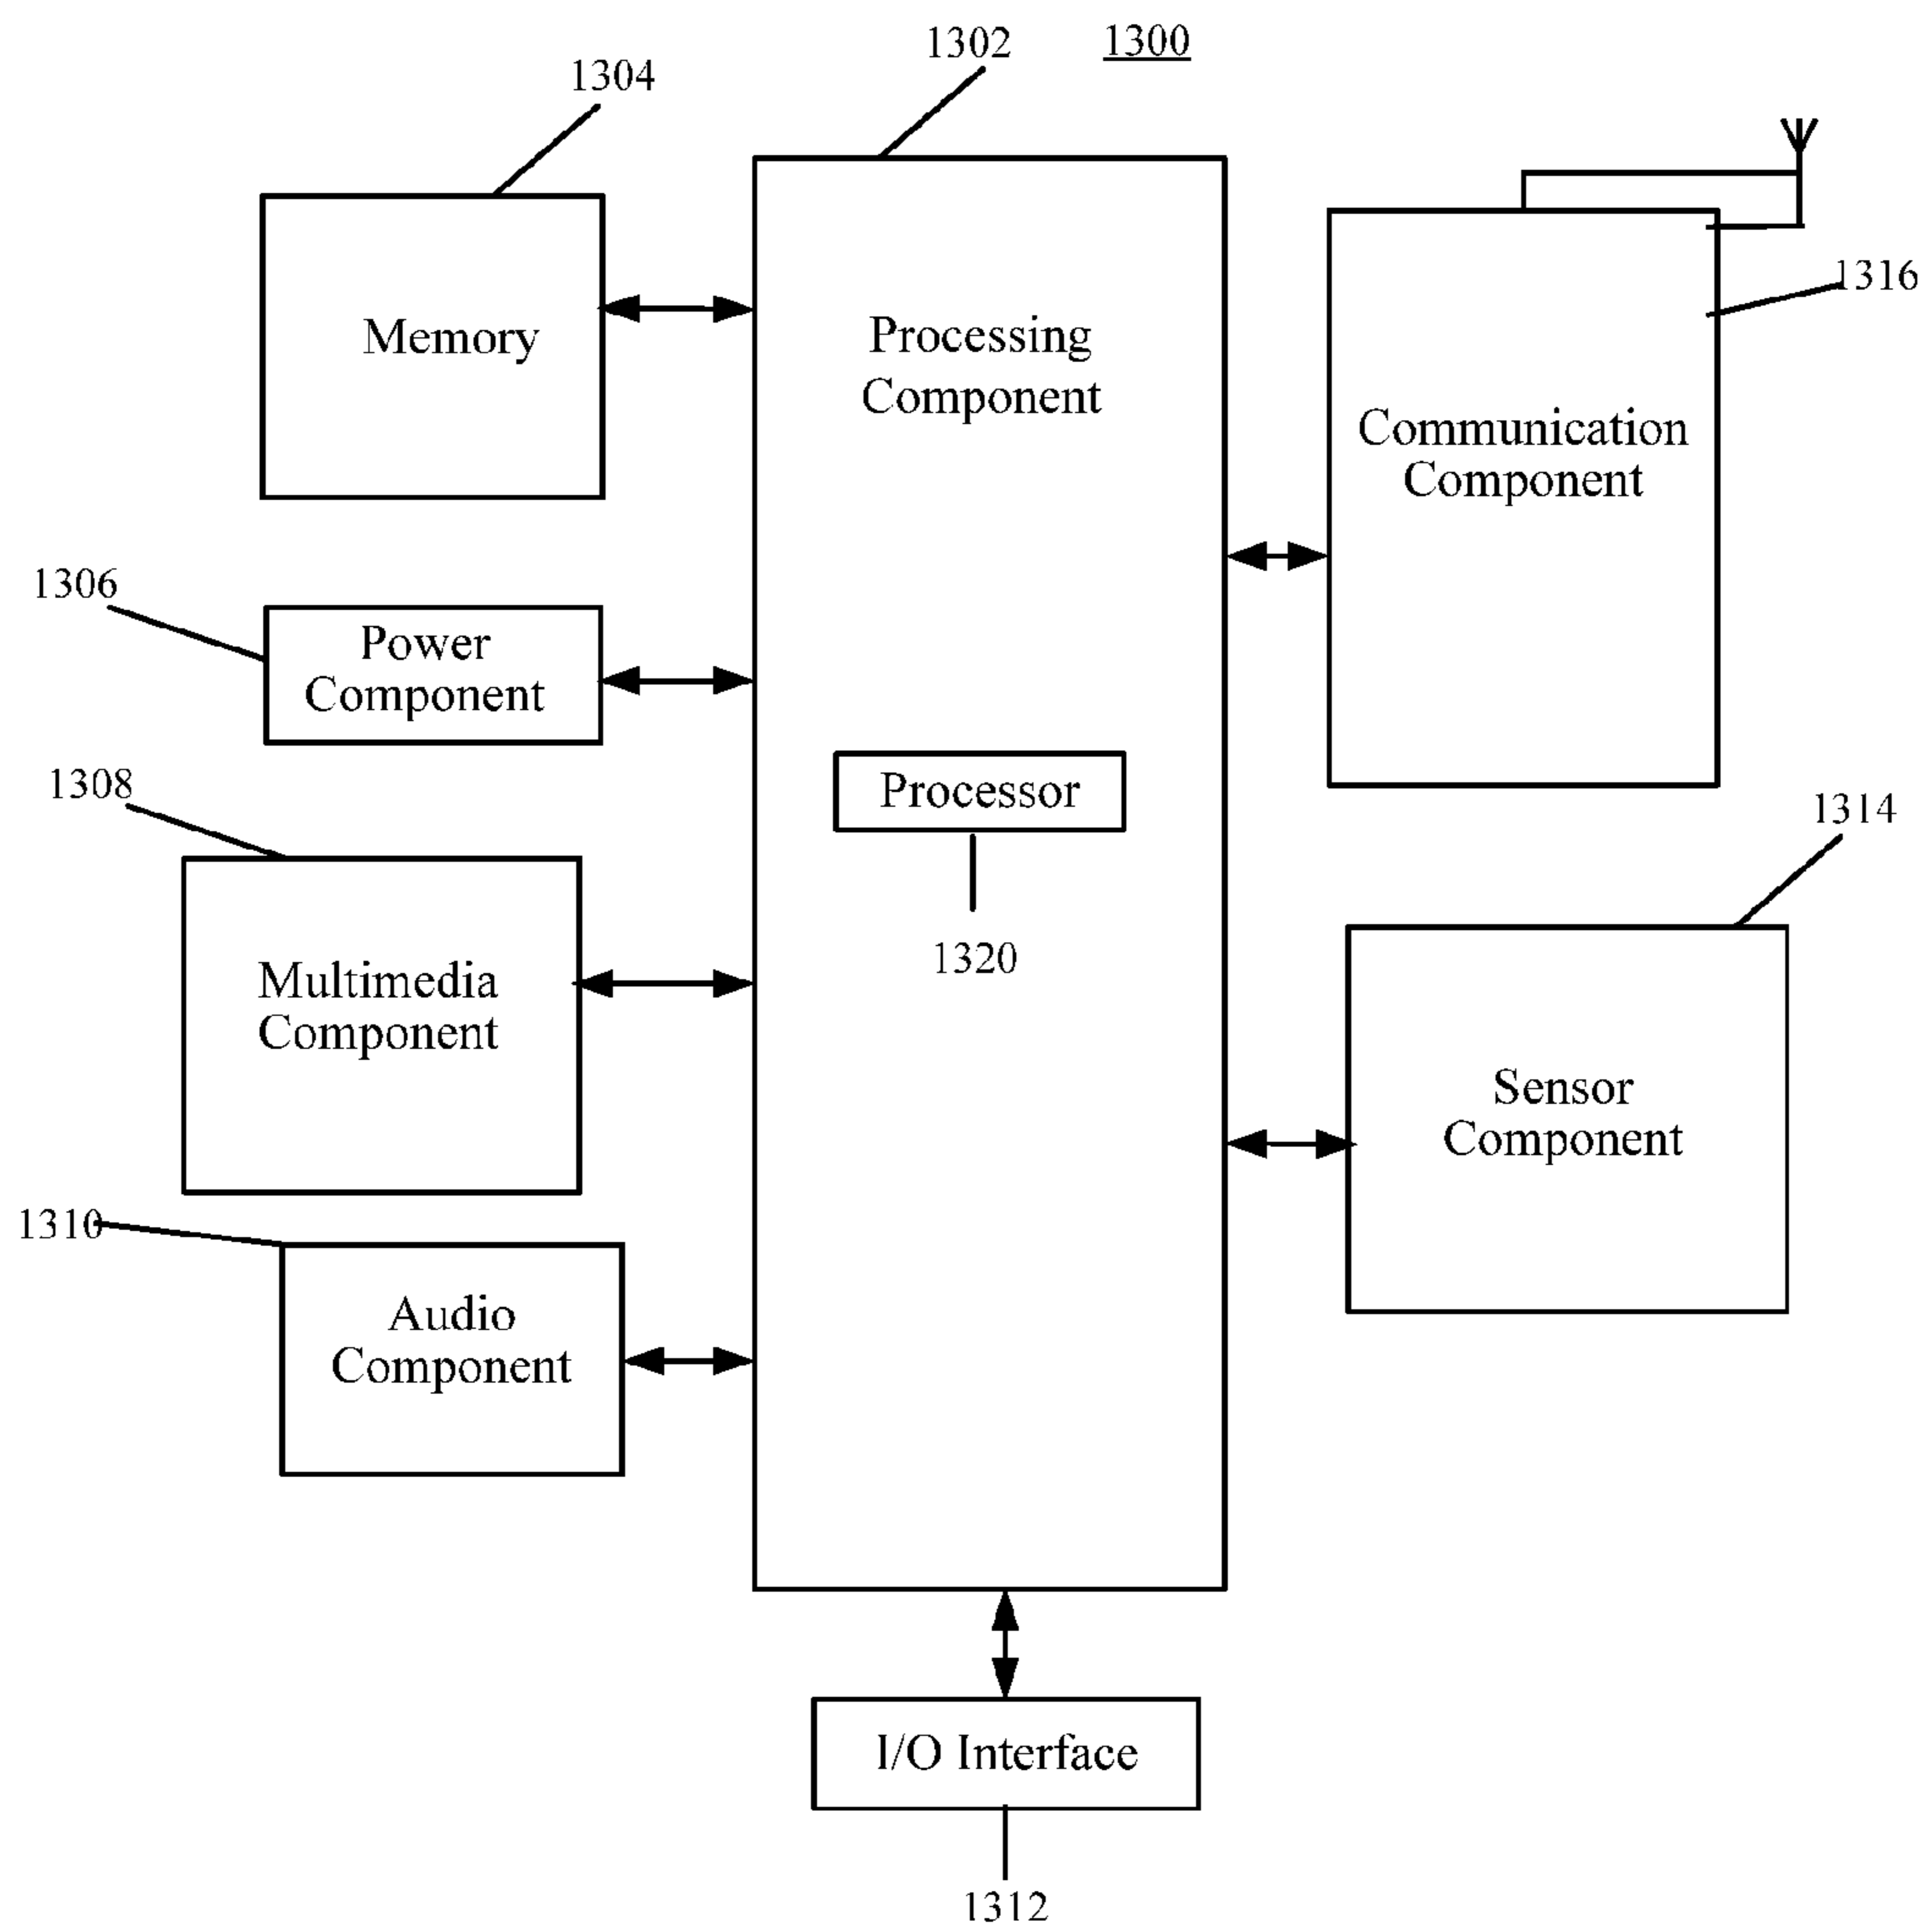 1302
1300
1304
1316
Memory
Processing
Component
Communication
Component
1306
Power
Component
1308
Processor
1314
1320
Multimedia
Component
Sensor
Component
1310
Audio
Component
I/O Interface
1312